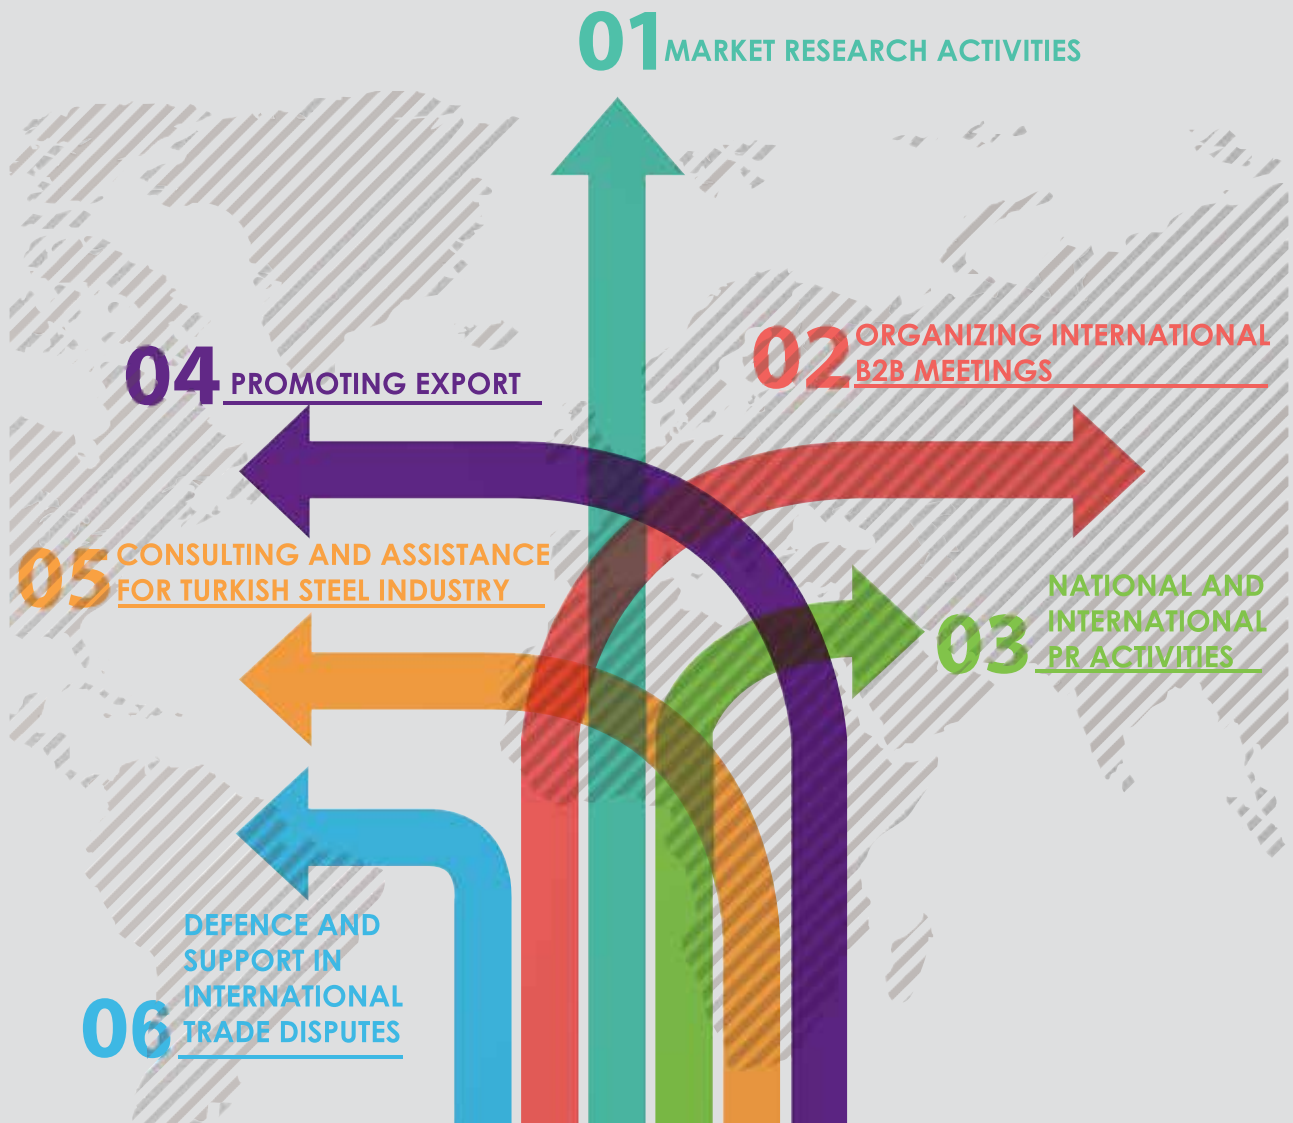 01 MARKET RESEARCH ACTIVITIES
02 ORGANIZING INTERNATIONAL
B2B MEETINGS
04 PROMOTING EXPORT
05 CONSULTING AND ASSISTANCE
FOR TURKISH STEEL INDUSTRY
03 NATIONAL AND
INTERNATIONAL
PR ACTIVITIES
06 DEFENCE AND
SUPPORT IN
INTERNATIONAL
TRADE DISPUTES